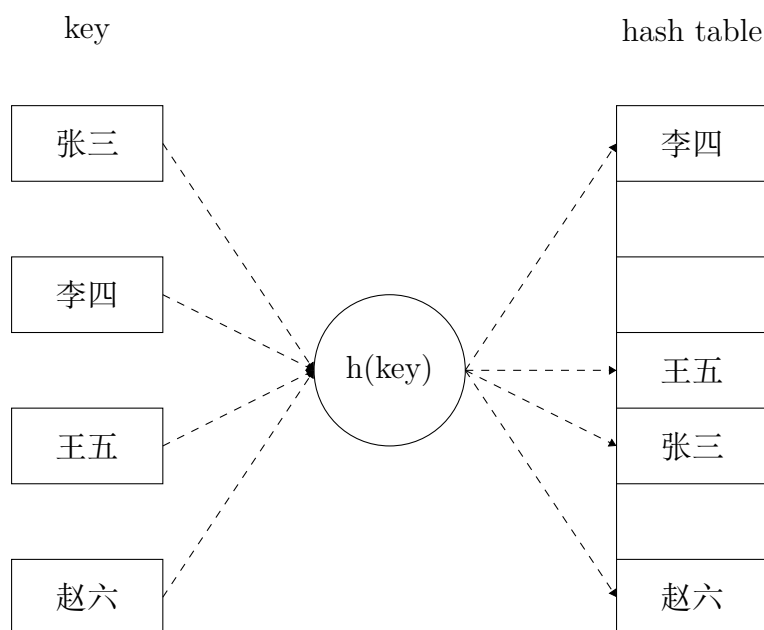 key
hash table
张三
李四
王五
赵六
h(key)
李四
王五
张三
赵六